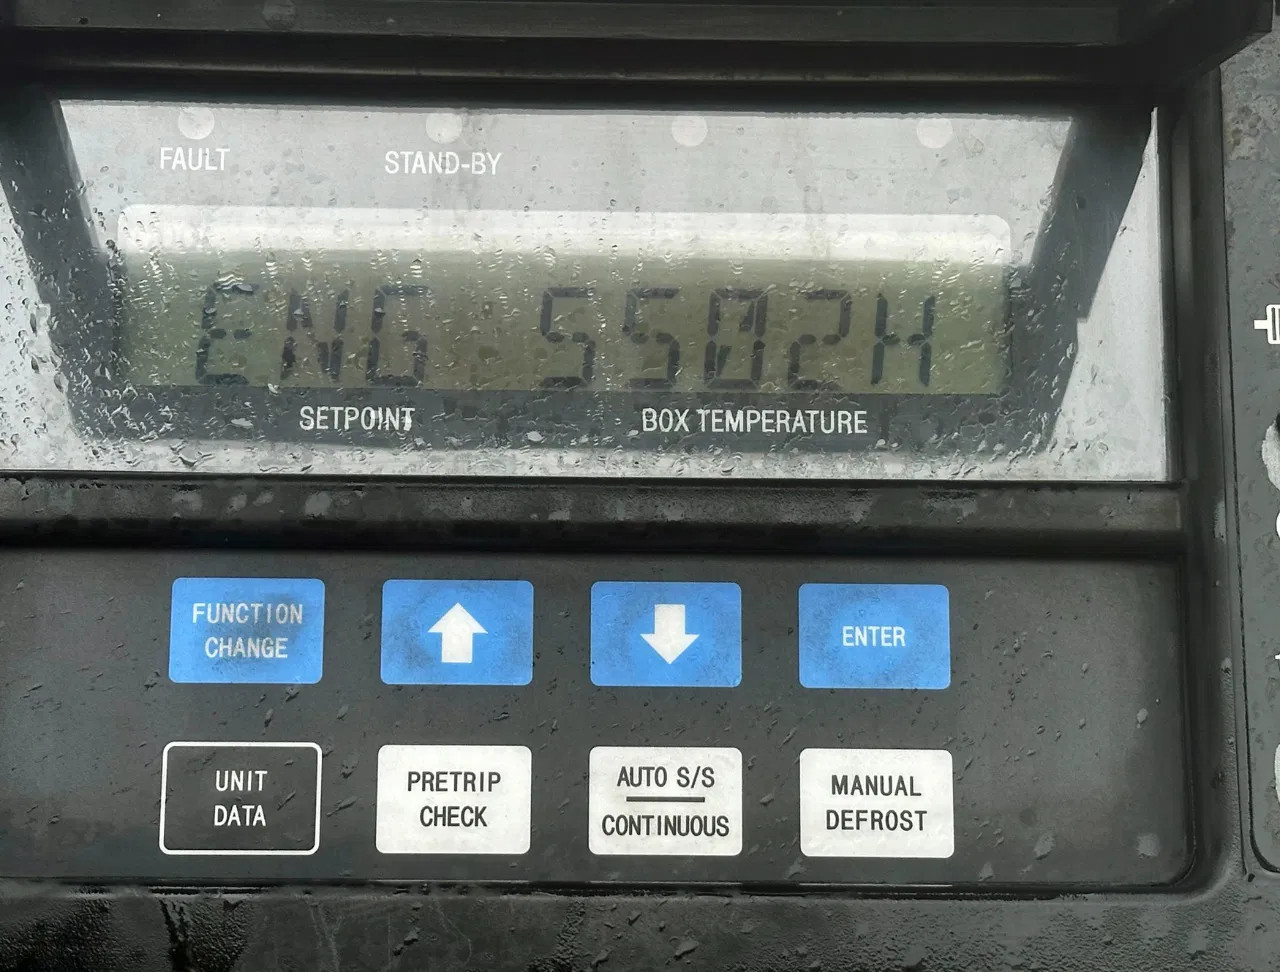 FAULT
STAND-BY
ENG 5502H
SETPOINT
BOX TEMPERATURE
FUNCTION
CHANGE
ENTER
UNIT
DATA
PRETRIP
CHECK
AUTO S/S
CONTINUOUS
MANUAL
DEFROST